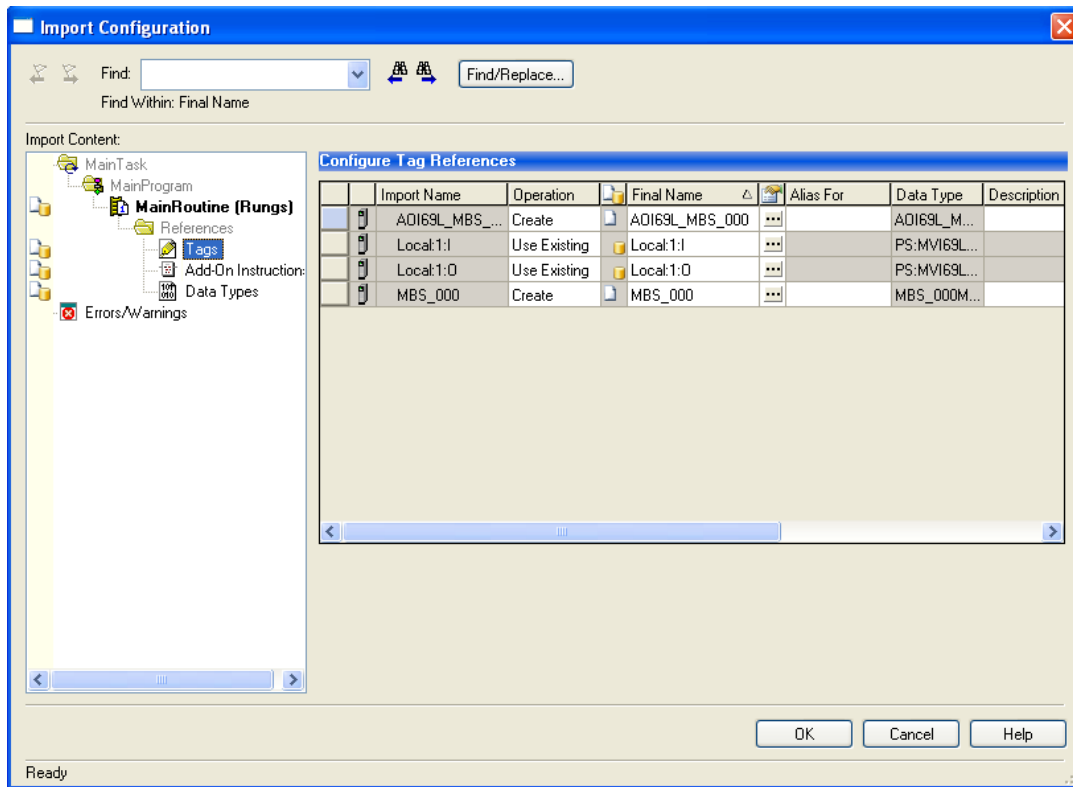 Import Configuration
Find:
Find/Replace...
Find Within: Final Name
Import Content:
MainTask
MainProgram
MainRoutine (Rungs)
References
Tags
Add-On Instruction:
Data Types
Errors/Warnings
Configure Tag References
Import Name Operation Final Name Alias For Data Type Description
AOI69L_MBS_... Create AOI69L_MBS_000 ... AOI69L_M...
Local:1:I Use Existing Local:1:I ... PS:MVI69L...
Local:1:O Use Existing Local:1:O ... PS:MVI69L...
MBS_000 Create MBS_000 ... MBS_000M...
OK Cancel Help
Ready